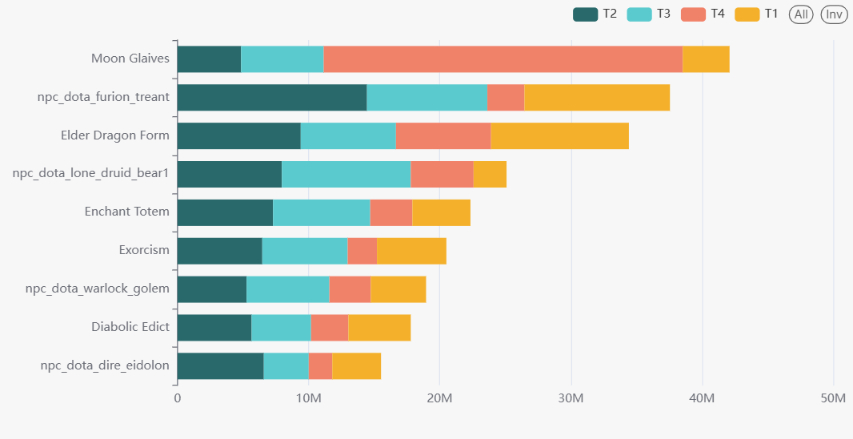 T2 T3 T4 T1 All Inv
Moon Glaives
npc_dota_furion_treant
Elder Dragon Form
npc_dota_lone_druid_bear1
Enchant Totem
Exorcism
npc_dota_warlock_golem
Diabolic Edict
npc_dota_dire_eidolon
0 10M 20M 30M 40M 50M